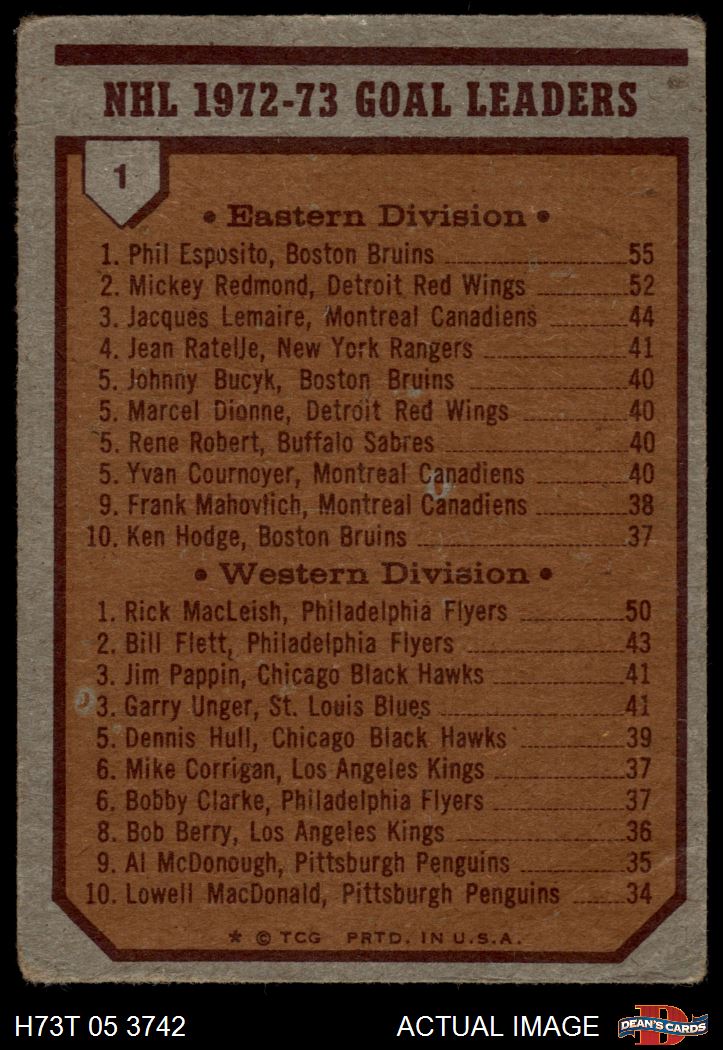 NHL 1972-73 GOAL LEADERS
1
• Eastern Division •
1. Phil Esposito, Boston Bruins 55
2. Mickey Redmond, Detroit Red Wings 52
3. Jacques Lemaire, Montreal Canadiens 44
4. Jean Ratelle, New York Rangers 41
5. Johnny Bucyk, Boston Bruins 40
5. Marcel Dionne, Detroit Red Wings 40
5. Rene Robert, Buffalo Sabres 40
5. Yvan Cournoyer, Montreal Canadiens 40
9. Frank Mahovlich, Montreal Canadiens 38
10. Ken Hodge, Boston Bruins 37
• Western Division •
1. Rick MacLeish, Philadelphia Flyers 50
2. Bill Flett, Philadelphia Flyers 43
3. Jim Pappin, Chicago Black Hawks 41
3. Garry Unger, St. Louis Blues 41
5. Dennis Hull, Chicago Black Hawks 39
6. Mike Corrigan, Los Angeles Kings 37
6. Bobby Clarke, Philadelphia Flyers 37
8. Bob Berry, Los Angeles Kings 36
9. Al McDonough, Pittsburgh Penguins 35
10. Lowell MacDonald, Pittsburgh Penguins 34
* © TCG PRTD. IN U.S.A.
H73T 05 3742 ACTUAL IMAGE D DEAN'S CARDS